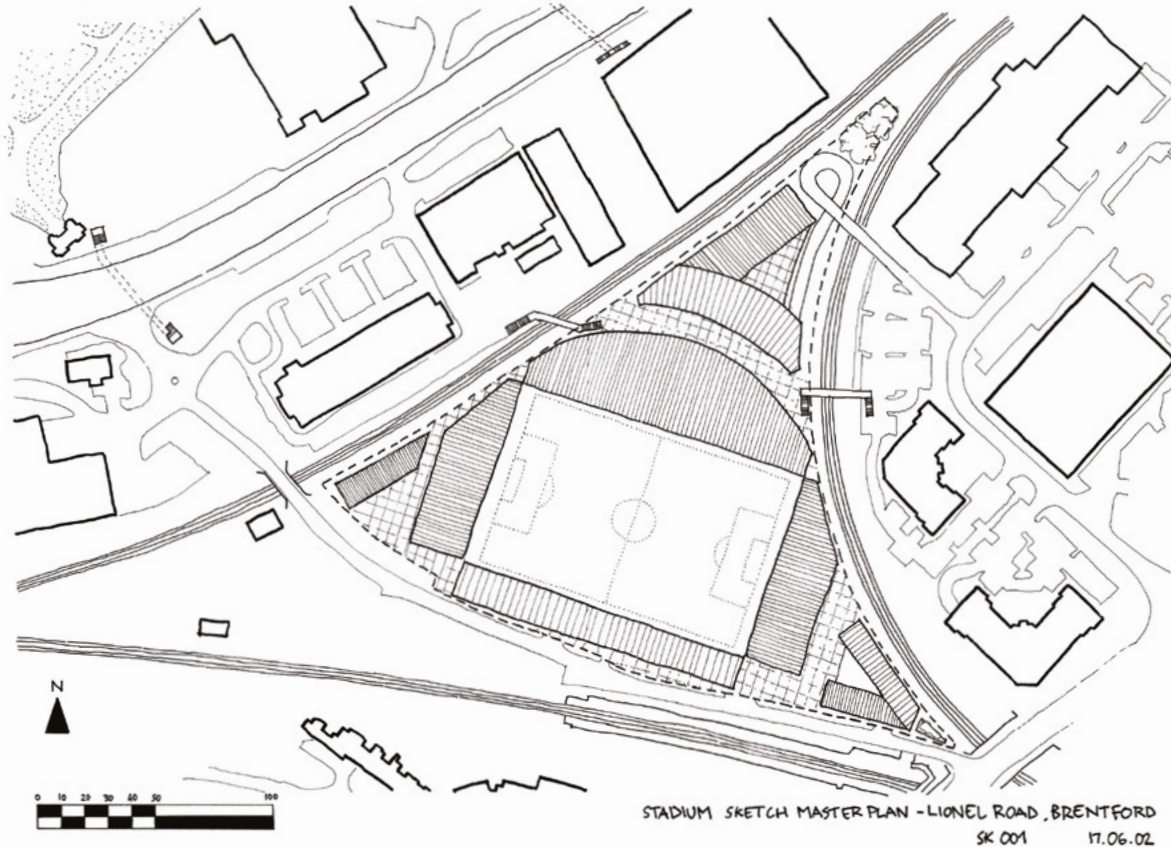 N
0 10 20 30 40 50 100
STADIUM SKETCH MASTER PLAN - LIONEL ROAD, BRENTFORD
SK 001 17.06.02